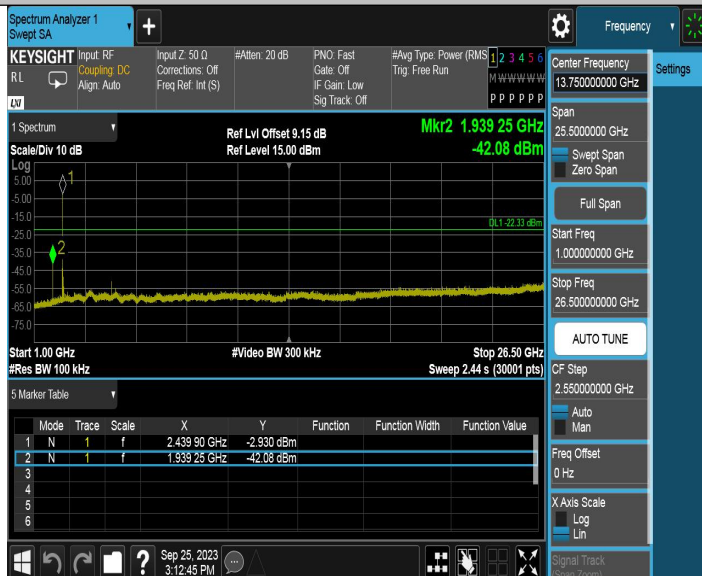 Spectrum Analyzer 1
Swept SA
+
Frequency
KEYSIGHT
RL
LXI
Input: RF
Coupling: DC
Align: Auto
Input Z: 50 Ω
Corrections: Off
Freq Ref: Int (S)
#Atten: 20 dB
PNO: Fast
Gate: Off
IF Gain: Low
Sig Track: Off
#Avg Type: Power (RMS
Trig: Free Run
1 2 3 4 5 6
M W W W W W
P P P P P P
Settings
1 Spectrum
Scale/Div 10 dB
Ref Lvl Offset 9.15 dB
Ref Level 15.00 dBm
Mkr2 1.939 25 GHz
-42.08 dBm
Log
5.00
-5.00
-15.0
-25.0
-35.0
-45.0
-55.0
-65.0
-75.0
1
2
DL1 -22.33 dBm
Start 1.00 GHz
#Video BW 300 kHz
Stop 26.50 GHz
#Res BW 100 kHz
Sweep 2.44 s (30001 pts)
5 Marker Table
Mode Trace Scale X Y Function Function Width Function Value
1 N 1 f 2.439 90 GHz -2.930 dBm
2 N 1 f 1.939 25 GHz -42.08 dBm
3
4
5
6
?
Sep 25, 2023
3:12:45 PM
Center Frequency
13.750000000 GHz
Span
25.5000000 GHz
Swept Span
Zero Span
Full Span
Start Freq
1.000000000 GHz
Stop Freq
26.500000000 GHz
AUTO TUNE
CF Step
2.550000000 GHz
Auto
Man
Freq Offset
0 Hz
X Axis Scale
Log
Lin
Signal Track
(Span Zoom)